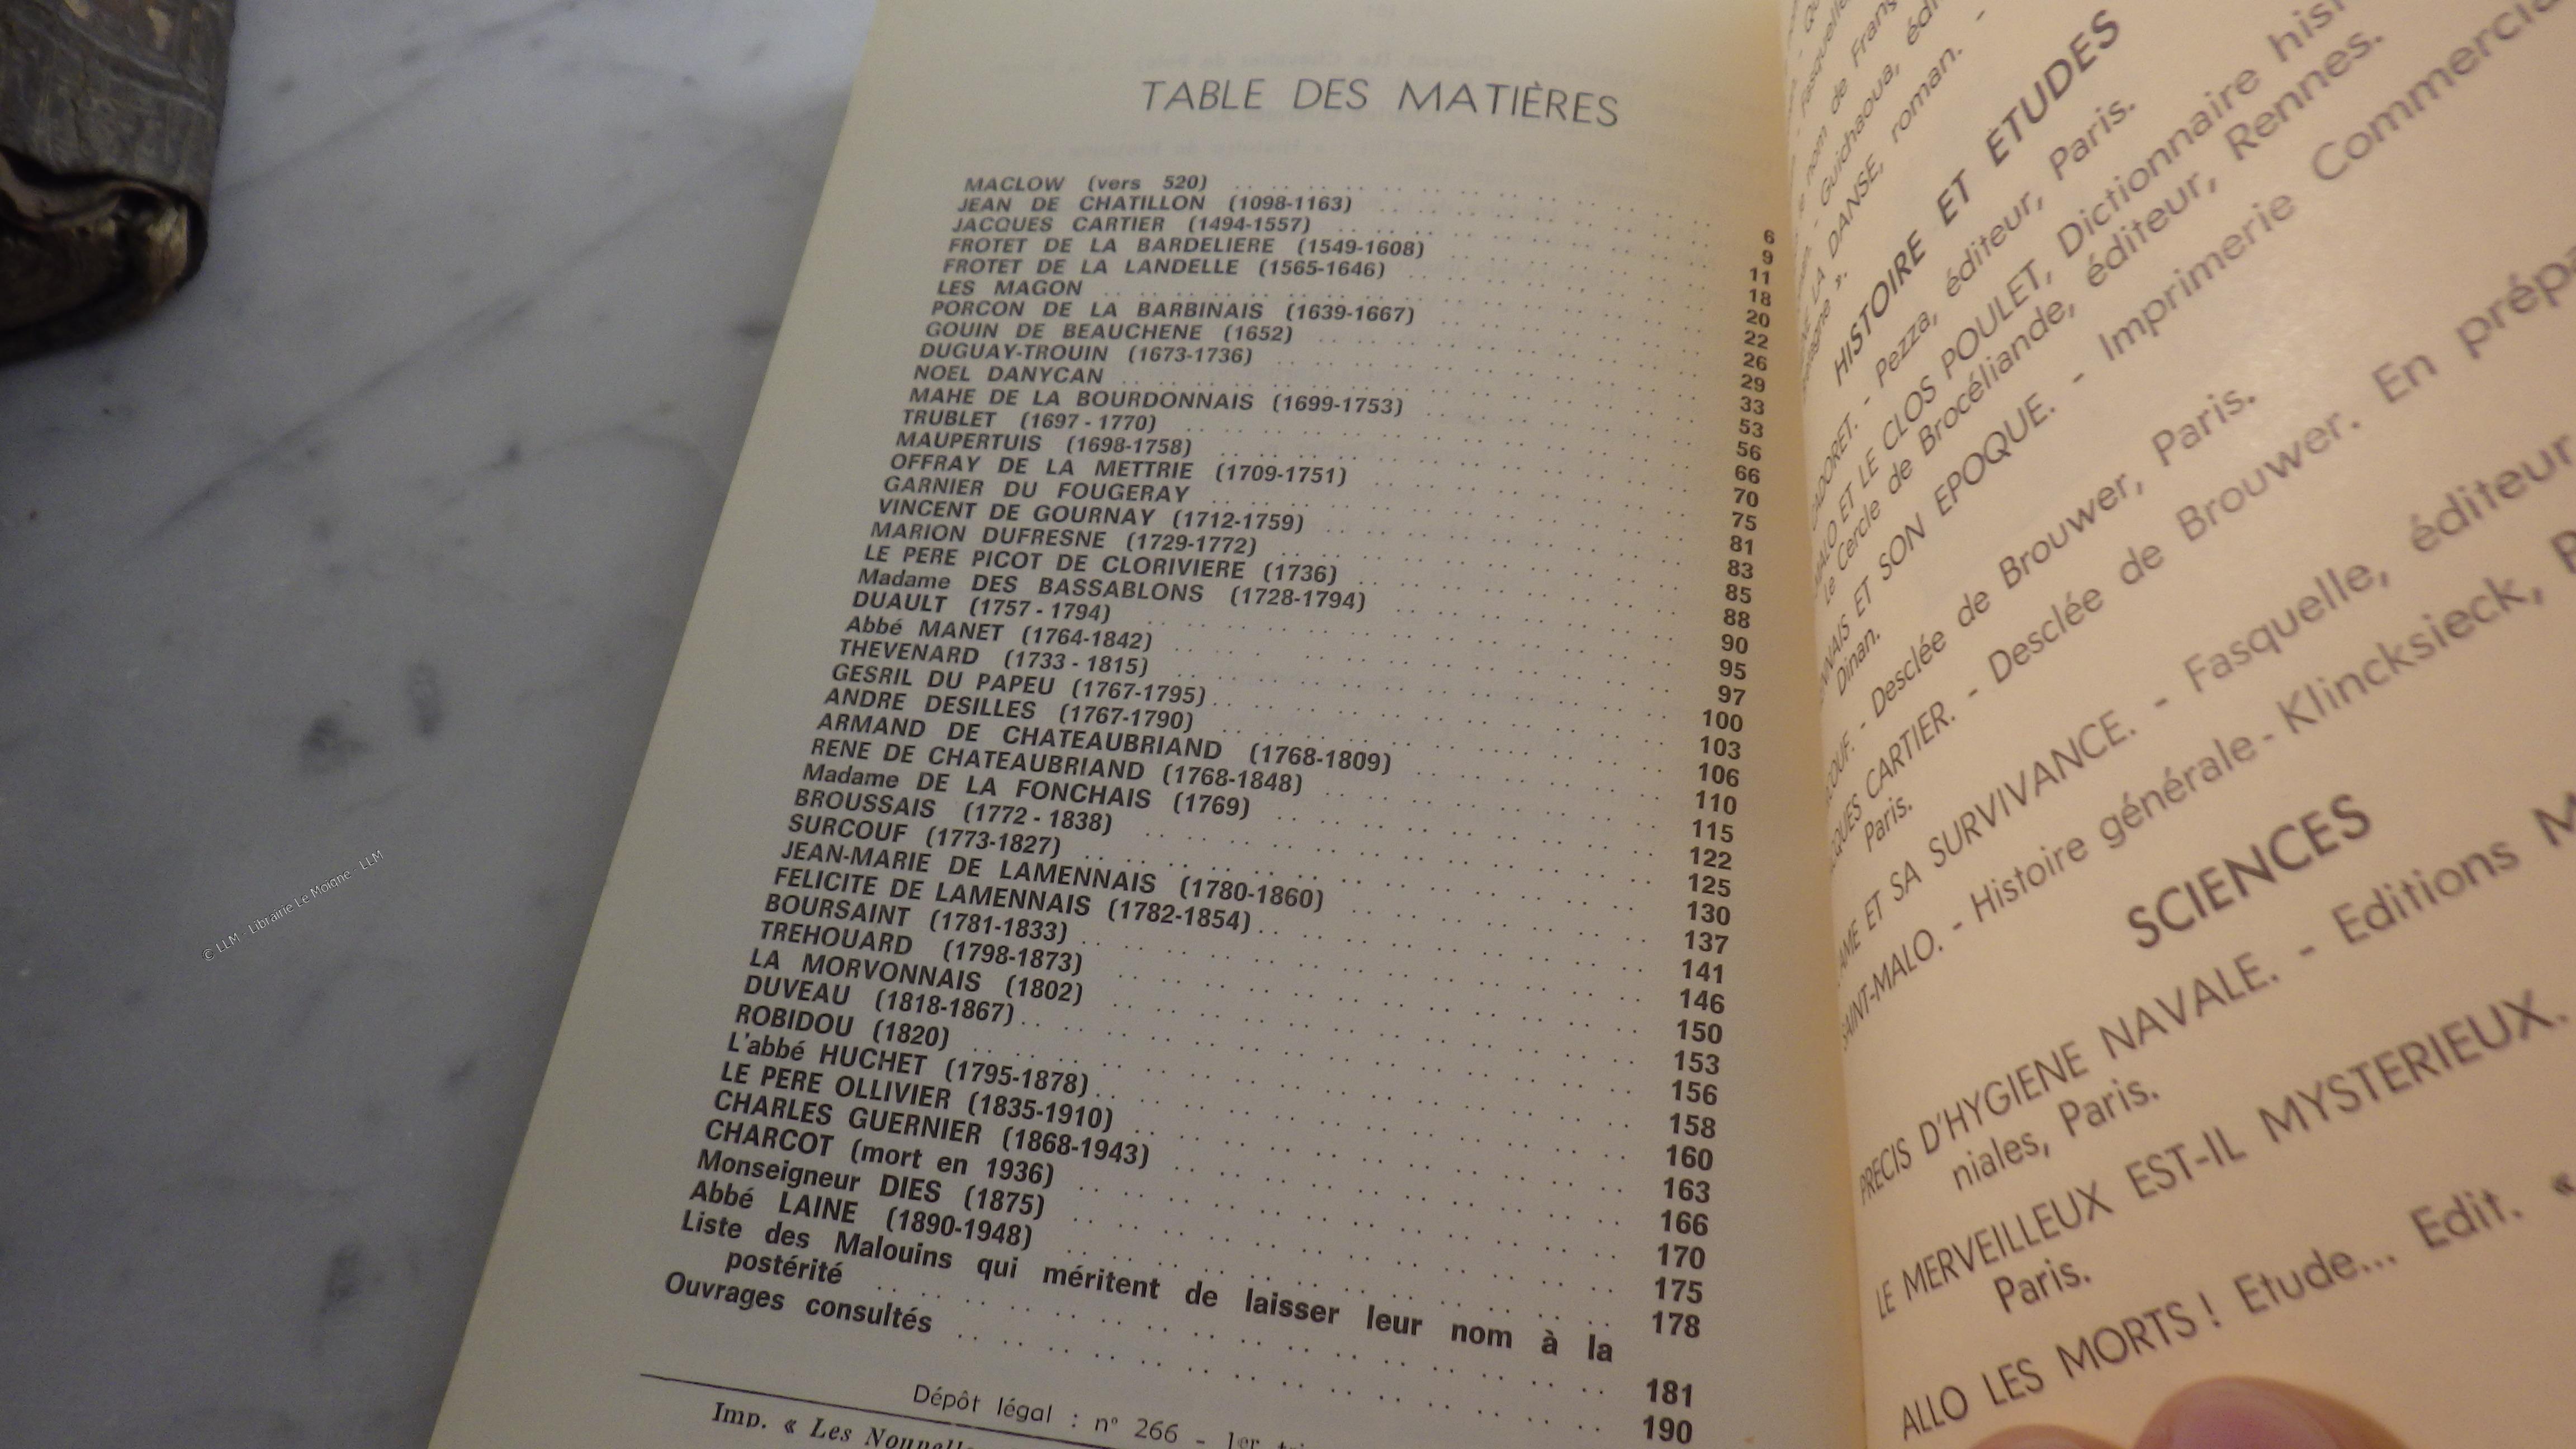 TABLE DES MATIÈRES
MACLOW (vers 520) 6
JEAN DE CHATILLON (1098-1163) 9
JACQUES CARTIER (1494-1557) 11
FROTET DE LA BARDELIERE (1549-1608) 18
FROTET DE LA LANDELLE (1565-1646) 20
LES MAGON 22
PORCON DE LA BARBINAIS (1639-1667) 26
GOUIN DE BEAUCHENE (1652) 29
DUGUAY-TROUIN (1673-1736) 33
NOEL DANYCAN 53
MAHE DE LA BOURDONNAIS (1699-1753) 56
TRUBLET (1697 - 1770) 66
MAUPERTUIS (1698-1758) 70
OFFRAY DE LA METTRIE (1709-1751) 75
GARNIER DU FOUGERAY 81
VINCENT DE GOURNAY (1712-1759) 83
MARION DUFRESNE (1729-1772) 85
LE PERE PICOT DE CLORIVIERE (1736) 88
Madame DES BASSABLONS (1728-1794) 90
DUAULT (1757 - 1794) 95
Abbé MANET (1764-1842) 97
THEVENARD (1733 - 1815) 100
GESRIL DU PAPEU (1767-1795) 103
ANDRE DESILLES (1767-1790) 106
ARMAND DE CHATEAUBRIAND (1768-1809) 110
RENE DE CHATEAUBRIAND (1768-1848) 115
Madame DE LA FONCHAIS (1769) 122
BROUSSAIS (1772 - 1838) 125
SURCOUF (1773-1827) 130
JEAN-MARIE DE LAMENNAIS (1780-1860) 137
FELICITE DE LAMENNAIS (1782-1854) 141
BOURSAINT (1781-1833) 146
TREHOUARD (1798-1873) 150
LA MORVONNAIS (1802) 153
DUVEAU (1818-1867) 156
ROBIDOU (1820) 158
L'abbé HUCHET (1795-1878) 160
LE PERE OLLIVIER (1835-1910) 163
CHARLES GUERNIER (1868-1943) 166
CHARCOT (mort en 1936) 170
Monseigneur DIES (1875) 175
Abbé LAINE (1890-1948) 178
Liste des Malouins qui méritent de laisser leur nom à la
postérité 181
Ouvrages consultés 190
Dépôt légal : n° 266 - 1er
Imp. « Les
nom de
Guichaoua,
LA DANSE, roman. -
HISTOIRE ET ETUDES
- Pezza, éditeur, Paris.
ET LE CLOS POULET, Dictionnaire
le Cercle de Brocéliande, éditeur, Rennes.
ET SON EPOQUE. - Imprimerie
Dinan.
- Desclée de Brouwer, Paris.
CARTIER. - Desclée de Brouwer. En
Paris.
ET SA SURVIVANCE. - Fasquelle, éditeur
SAINT-MALO. - Histoire générale - Klincksieck,
SCIENCES
PRECIS D'HYGIENE NAVALE. - Editions
niales, Paris.
LE MERVEILLEUX EST-IL MYSTERIEUX.
Paris.
ALLO LES MORTS ! Etude... Edit. «
© LLM - Librairie Le Moigne - LLM